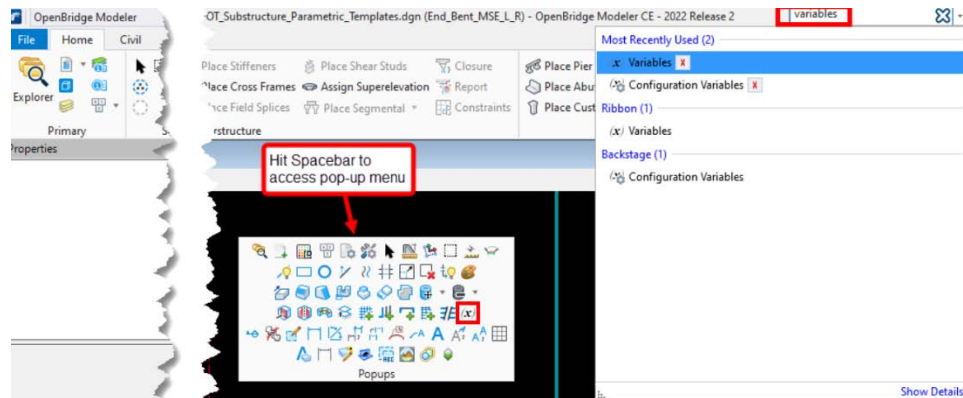 OpenBridge Modeler
OT_Substructure_Parametric_Templates.dgn (End_Bent_MSE_L_R) - OpenBridge Modeler CE - 2022 Release 2
variables
File Home Civil
Explorer
Primary
Properties
Place Stiffeners Place Shear Studs Closure Place Pier
Place Cross Frames Assign Superelevation Report Place Abu
Place Field Splices Place Segmental Constraints Place Cust
rstructure
Most Recently Used (2)
(x) Variables x
Configuration Variables x
Ribbon (1)
(x) Variables
Backstage (1)
Configuration Variables
Hit Spacebar to
access pop-up menu
(x)
Popups
Show Details